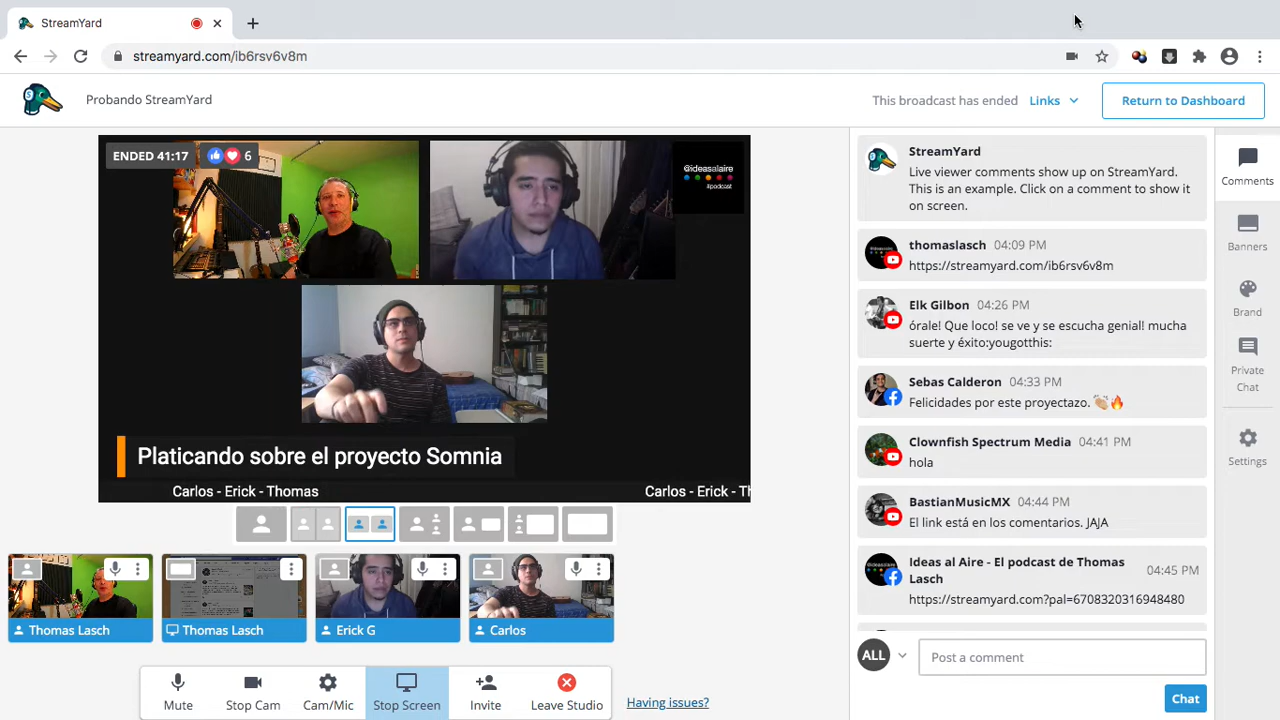 StreamYard
streamyard.com/ib6rsv6v8m
Probando StreamYard
This broadcast has ended
Links
Return to Dashboard
ENDED 41:17
6
@ideasalaire
#podcast
Platicando sobre el proyecto Somnia
Carlos - Erick - Thomas
Carlos - Erick - Th
Thomas Lasch
Thomas Lasch
Erick G
Carlos
Mute
Stop Cam
Cam/Mic
Stop Screen
Invite
Leave Studio
Having issues?
StreamYard
Live viewer comments show up on StreamYard.
This is an example. Click on a comment to show it
on screen.
thomaslasch 04:09 PM
https://streamyard.com/ib6rsv6v8m
Elk Gilbon 04:26 PM
órale! Que loco! se ve y se escucha genial! mucha
suerte y éxito:yougotthis:
Sebas Calderon 04:33 PM
Felicidades por este proyectazo. 👏🏼🔥
Clownfish Spectrum Media 04:41 PM
hola
BastianMusicMX 04:44 PM
El link está en los comentarios. JAJA
Ideas al Aire - El podcast de Thomas
Lasch
04:45 PM
https://streamyard.com?pal=6708320316948480
ALL
Post a comment
Chat
Comments
Banners
Brand
Private
Chat
Settings